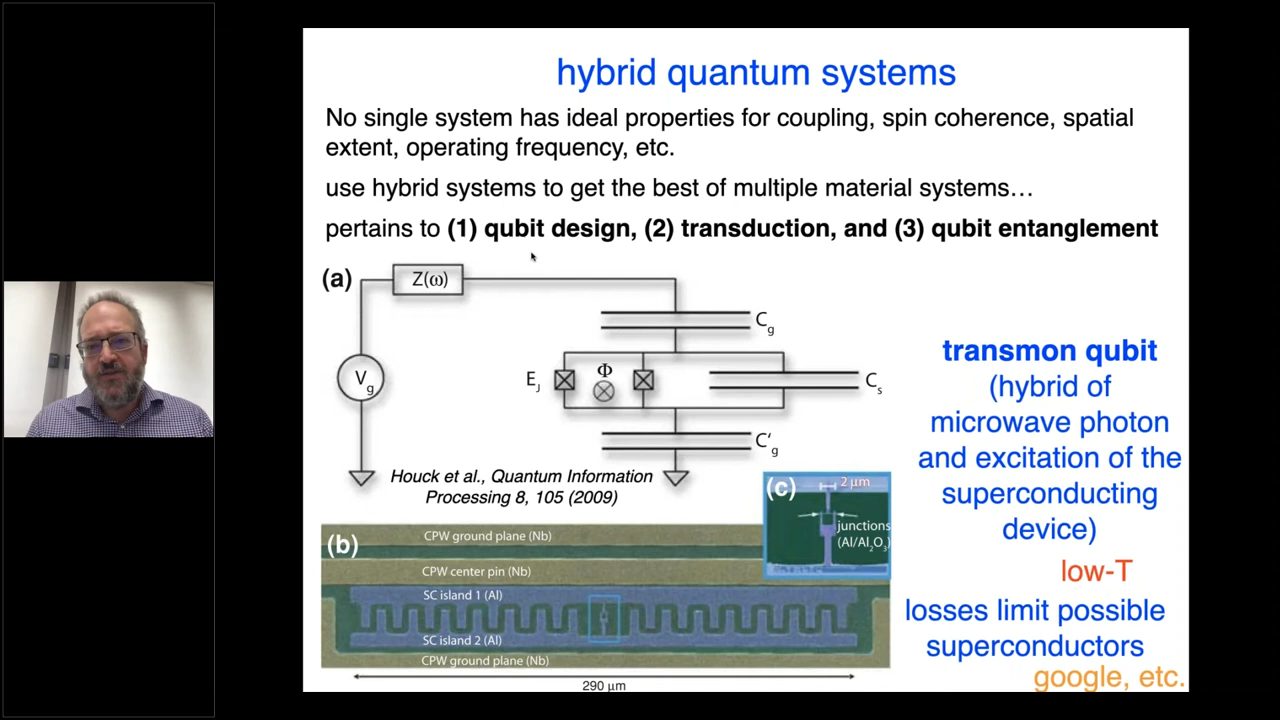 hybrid quantum systems
No single system has ideal properties for coupling, spin coherence, spatial
extent, operating frequency, etc.
use hybrid systems to get the best of multiple material systems…
pertains to (1) qubit design, (2) transduction, and (3) qubit entanglement
(a)
Z(ω)
Vg
Cg
EJ
Φ
Cs
C'g
Houck et al., Quantum Information
Processing 8, 105 (2009)
(b)
CPW ground plane (Nb)
CPW center pin (Nb)
SC island 1 (Al)
SC island 2 (Al)
CPW ground plane (Nb)
290 μm
(c)
2 μm
junctions
(Al/Al2O3)
transmon qubit
(hybrid of
microwave photon
and excitation of the
superconducting
device)
low-T
losses limit possible
superconductors
google, etc.